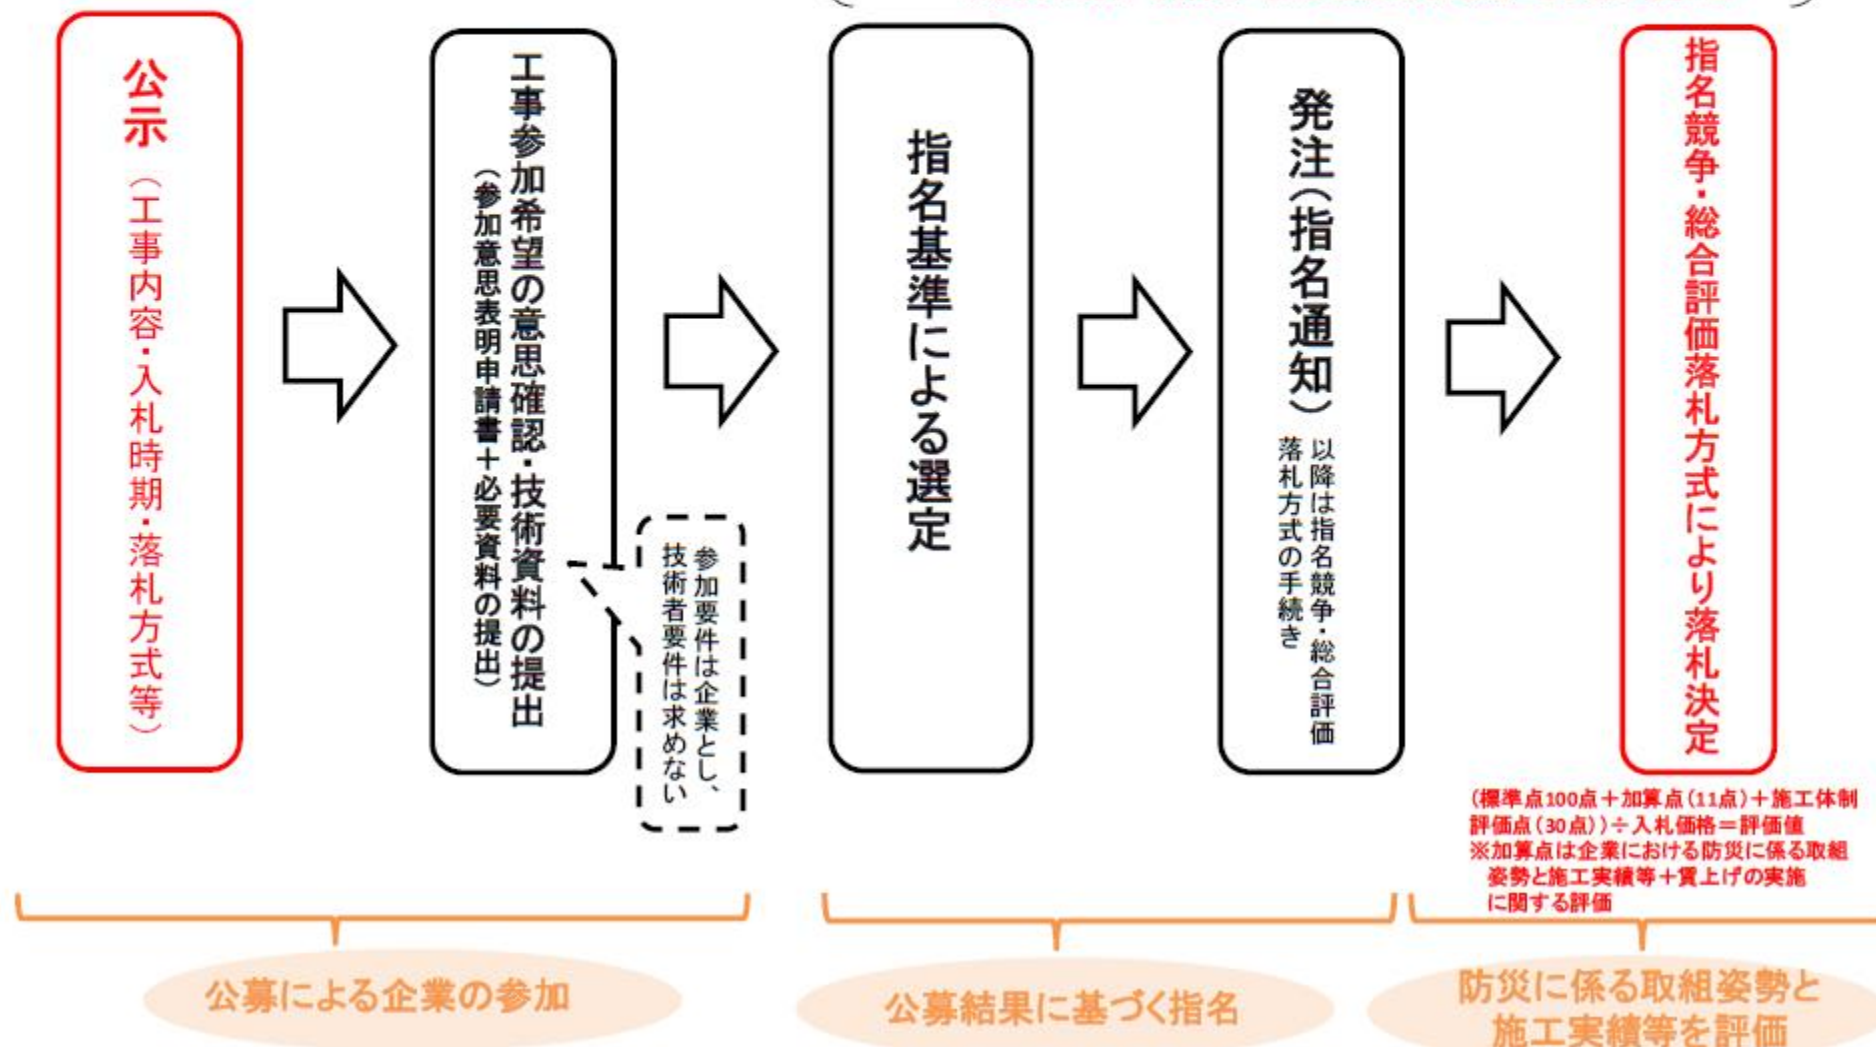 公示（工事内容・入札時期・落札方式等）
工事参加希望の意思確認・技術資料の提出
（参加意思表明申請書＋必要資料の提出）
参加要件は企業とし、
技術者要件は求めない
指名基準による選定
発注（指名通知）
以降は指名競争・総合評価
落札方式の手続き
指名競争・総合評価落札方式により落札決定
(標準点100点＋加算点(11点)＋施工体制
評価点(30点))÷入札価格＝評価値
※加算点は企業における防災に係る取組
姿勢と施工実績等＋賃上げの実施
に関する評価
公募による企業の参加
公募結果に基づく指名
防災に係る取組姿勢と
施工実績等を評価